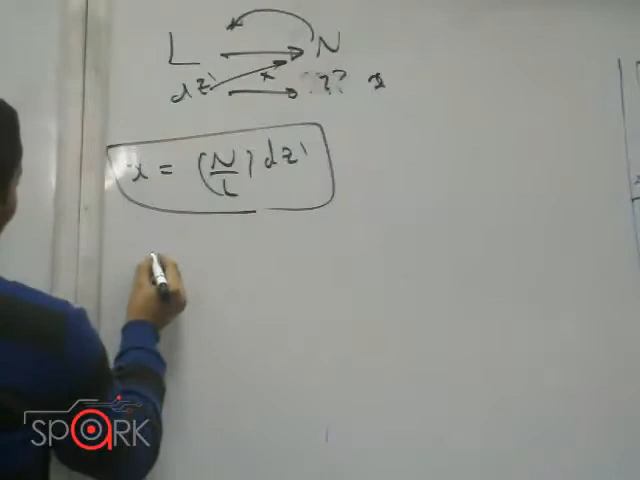 L → N
dz' → ?? x
x = (N/L) dz'
SPARK